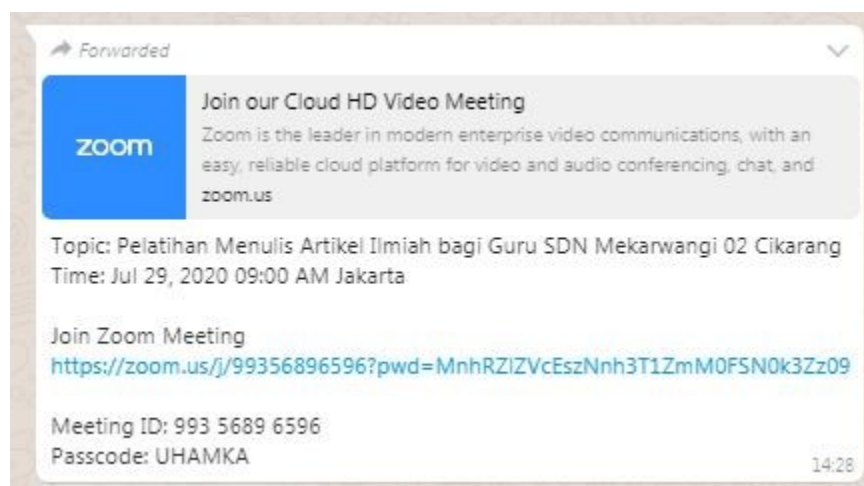 Forwarded
Join our Cloud HD Video Meeting
zoom
Zoom is the leader in modern enterprise video communications, with an
easy, reliable cloud platform for video and audio conferencing, chat, and
zoom.us
Topic: Pelatihan Menulis Artikel Ilmiah bagi Guru SDN Mekarwangi 02 Cikarang
Time: Jul 29, 2020 09:00 AM Jakarta
Join Zoom Meeting
https://zoom.us/j/99356896596?pwd=MnhRZlZVcEszNnh3T1ZmM0FSN0k3Zz09
Meeting ID: 993 5689 6596
Passcode: UHAMKA
14:28